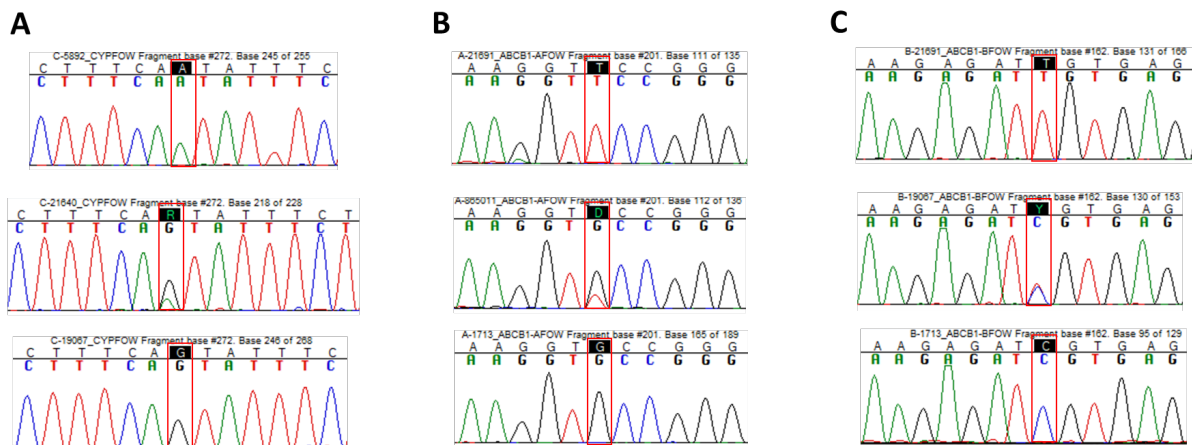 A
C-5892_CYPFOW Fragment base #272. Base 245 of 255
C T T T C A A T A T T T C
C T T T C A A T A T T T C
C-21640_CYPFOW Fragment base #272. Base 218 of 228
C T T T C A R T A T T T C T
C T T T C A G T A T T T C T
C-19067_CYPFOW Fragment base #272. Base 246 of 268
C T T T C A G T A T T T C
C T T T C A G T A T T T C
B
A-21691_ABCB1-AFOW Fragment base #201. Base 111 of 135
A A G G T T C C G G G
A A G G T T C C G G G
A-865011_ABCB1-AFOW Fragment base #201. Base 112 of 136
A A G G T D C C G G G
A A G G T G C C G G G
A-1713_ABCB1-AFOW Fragment base #201. Base 165 of 189
A A G G T G C C G G G
A A G G T G C C G G G
C
B-21691_ABCB1-BFOW Fragment base #162. Base 131 of 166
A A G A G A T T G T G A G
A A G A G A T T G T G A G
B-19067_ABCB1-BFOW Fragment base #162. Base 130 of 153
A A G A G A T Y G T G A G
A A G A G A T C G T G A G
B-1713_ABCB1-BFOW Fragment base #162. Base 95 of 129
A A G A G A T C G T G A G
A A G A G A T C G T G A G